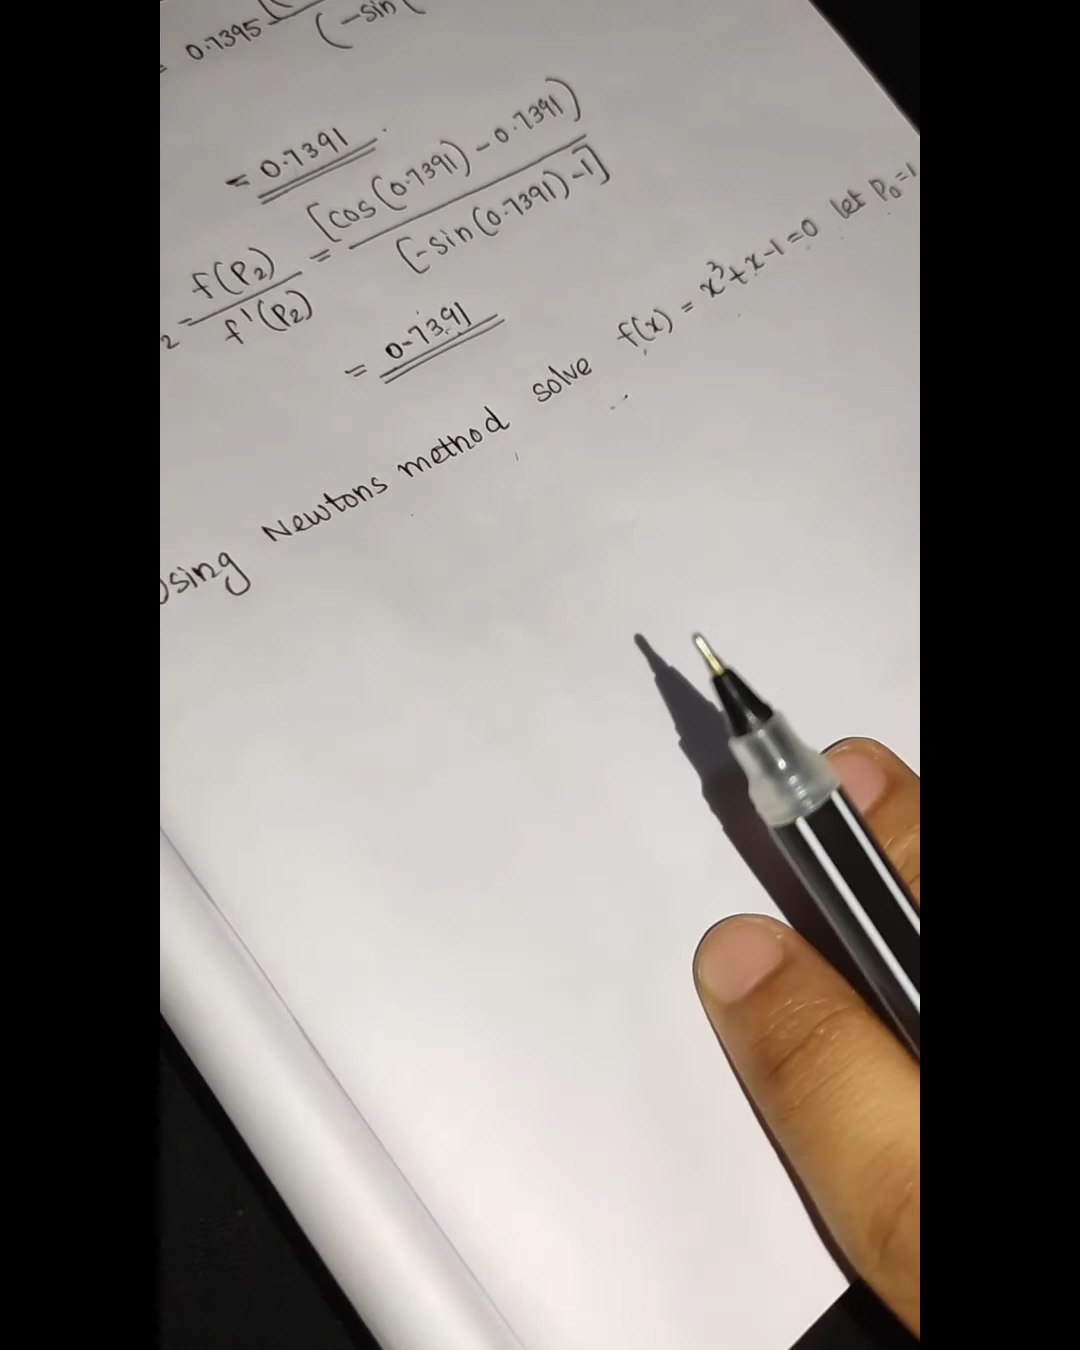 = 0.7395 (-sin(
= 0.7391
2 - f(P₂)/f'(P₂) = [cos(0.7391) - 0.7391)/[-sin(0.7391)-1]
= 0.7391
Using Newtons method solve f(x) = x³+x-1=0 let P₀=1